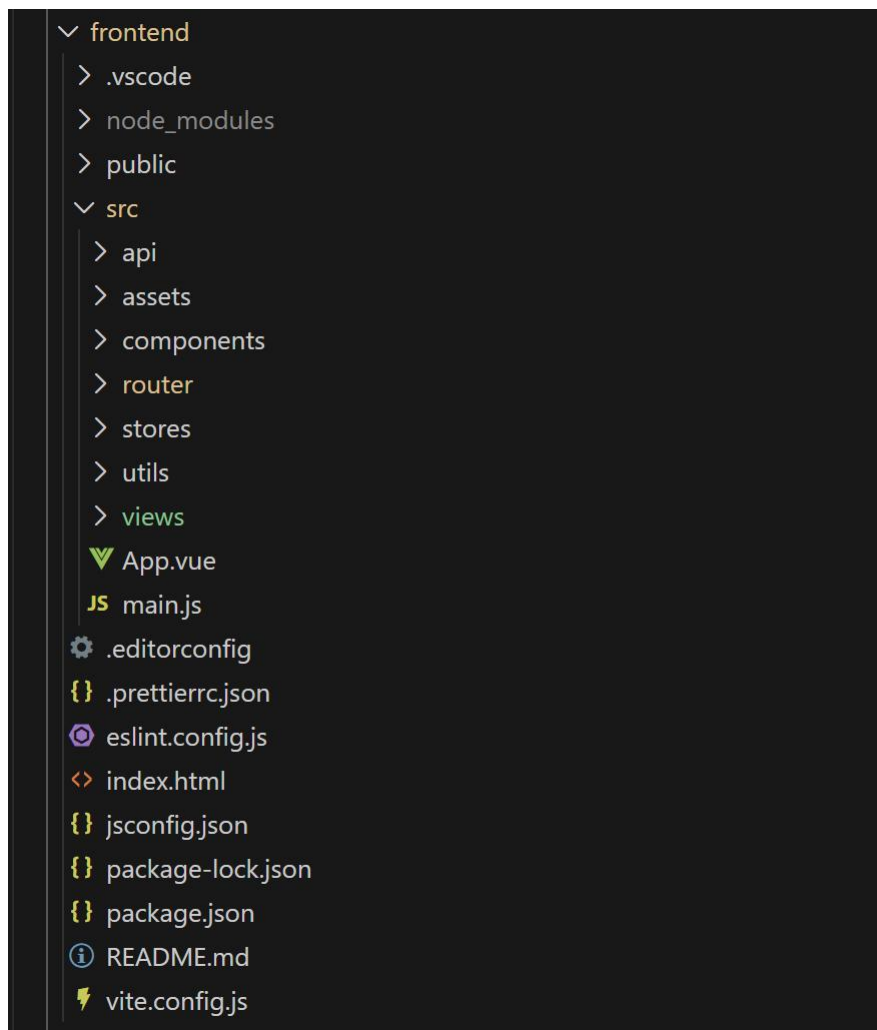 frontend
.vscode
node_modules
public
src
api
assets
components
router
stores
utils
views
App.vue
JS main.js
.editorconfig
{} .prettierrc.json
eslint.config.js
<> index.html
{} jsconfig.json
{} package-lock.json
{} package.json
README.md
vite.config.js